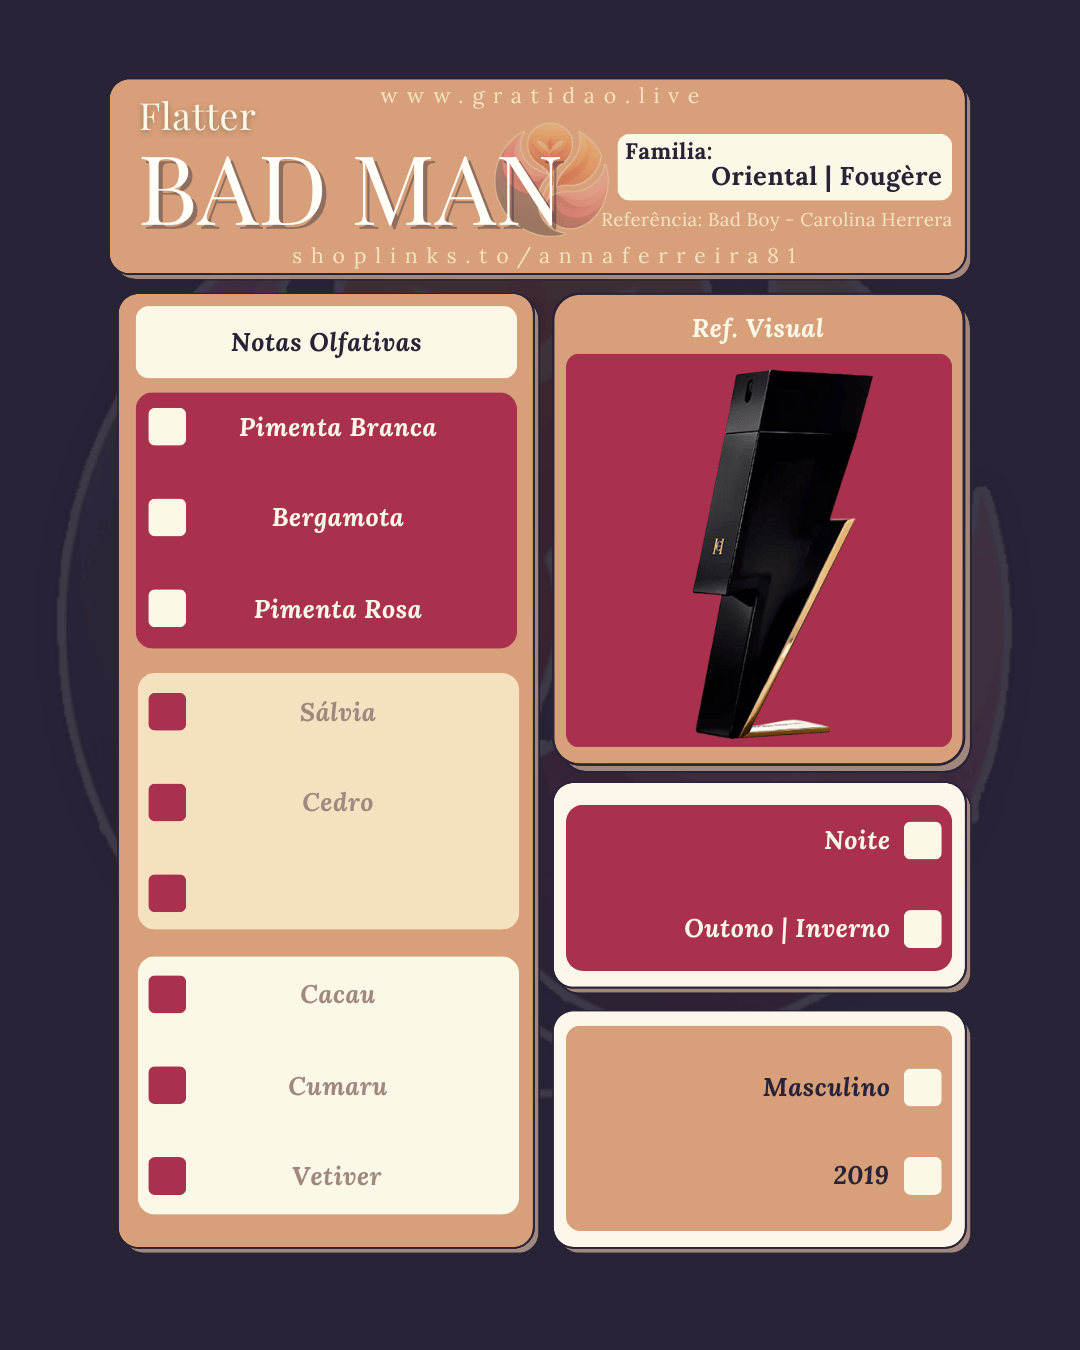 www.gratidao.live
Flatter
BAD MAN
Familia:
Oriental | Fougère
Referência: Bad Boy - Carolina Herrera
shoplinks.to/annaferreira81
Notas Olfativas
Pimenta Branca
Bergamota
Pimenta Rosa
Sálvia
Cedro
Cacau
Cumaru
Vetiver
Ref. Visual
Noite
Outono | Inverno
Masculino
2019